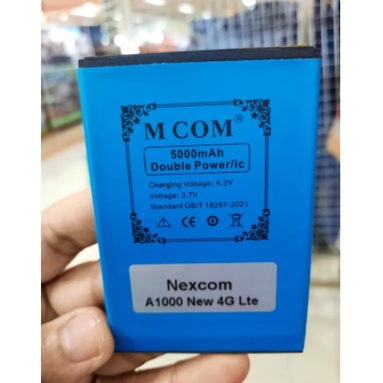 M COM®
5000mAh
Double Power/ic
Charging Voltage: 4.2V
Voltage: 3.7V
Standard GB/T 18287-2021
CE
Nexcom
A1000 New 4G Lte